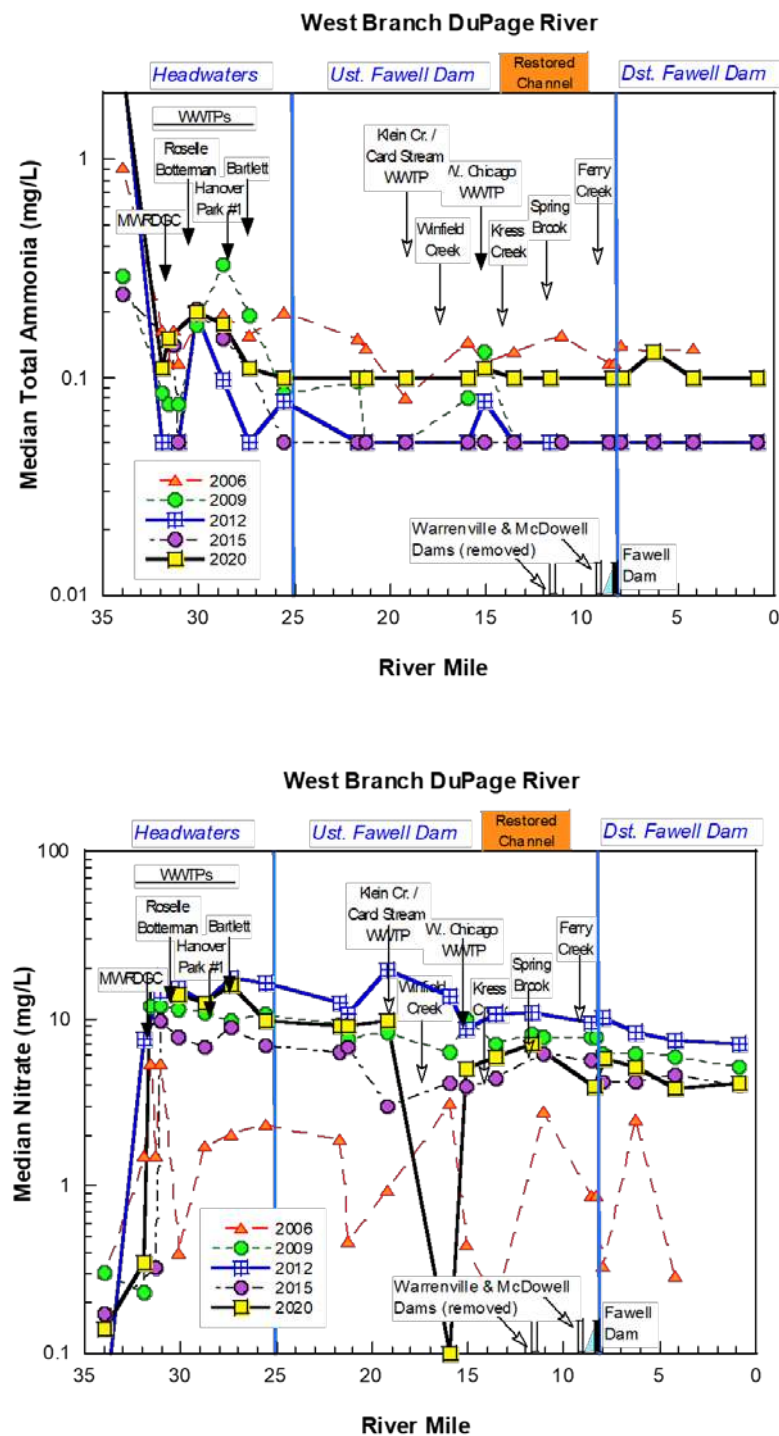 West Branch DuPage River
Headwaters
Ust. Fawell Dam
Restored
Channel
Dst. Fawell Dam
WWTPs
Roselle
Botterman
Hanover
Park #1
Bartlett
MWRDGC
Klein Cr. /
Card Stream
WWTP
W.. Chicago
WWTP
Winfield
Creek
Kress
Creek
Spring
Brook
Ferry
Creek
Median Total Ammonia (mg/L)
1
0.1
0.01
2006
2009
2012
2015
2020
Warrenville & McDowell
Dams (removed)
Fawell
Dam
35 30 25 20 15 10 5 0
River Mile
West Branch DuPage River
Headwaters
Ust. Fawell Dam
Restored
Channel
Dst. Fawell Dam
WWTPs
Roselle
Botterman
Hanover
Park #1
Bartlett
MWRDGC
Klein Cr. /
Card Stream
WWTP
W.. Chicago
WWTP
Winfield
Creek
Kress
C
Spring
Brook
Ferry
Creek
Median Nitrate (mg/L)
100
10
1
0.1
2006
2009
2012
2015
2020
Warrenville & McDowell
Dams (removed)
Fawell
Dam
35 30 25 20 15 10 5 0
River Mile